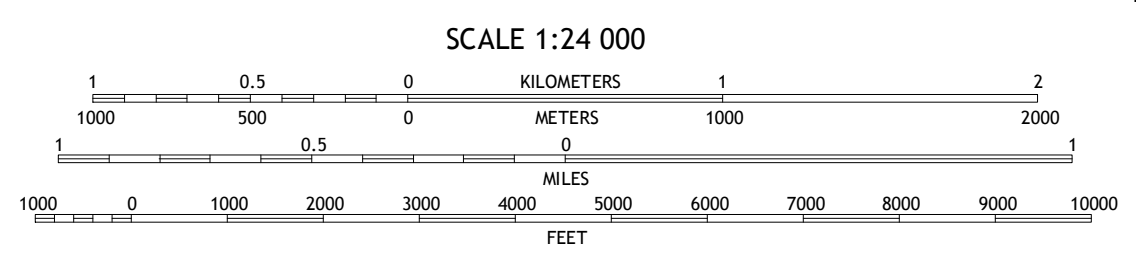 SCALE 1:24 000
1 0.5 0 KILOMETERS 1 2
1000 500 0 METERS 1000 2000
1 0.5 0 1
MILES
1000 0 1000 2000 3000 4000 5000 6000 7000 8000 9000 10000
FEET